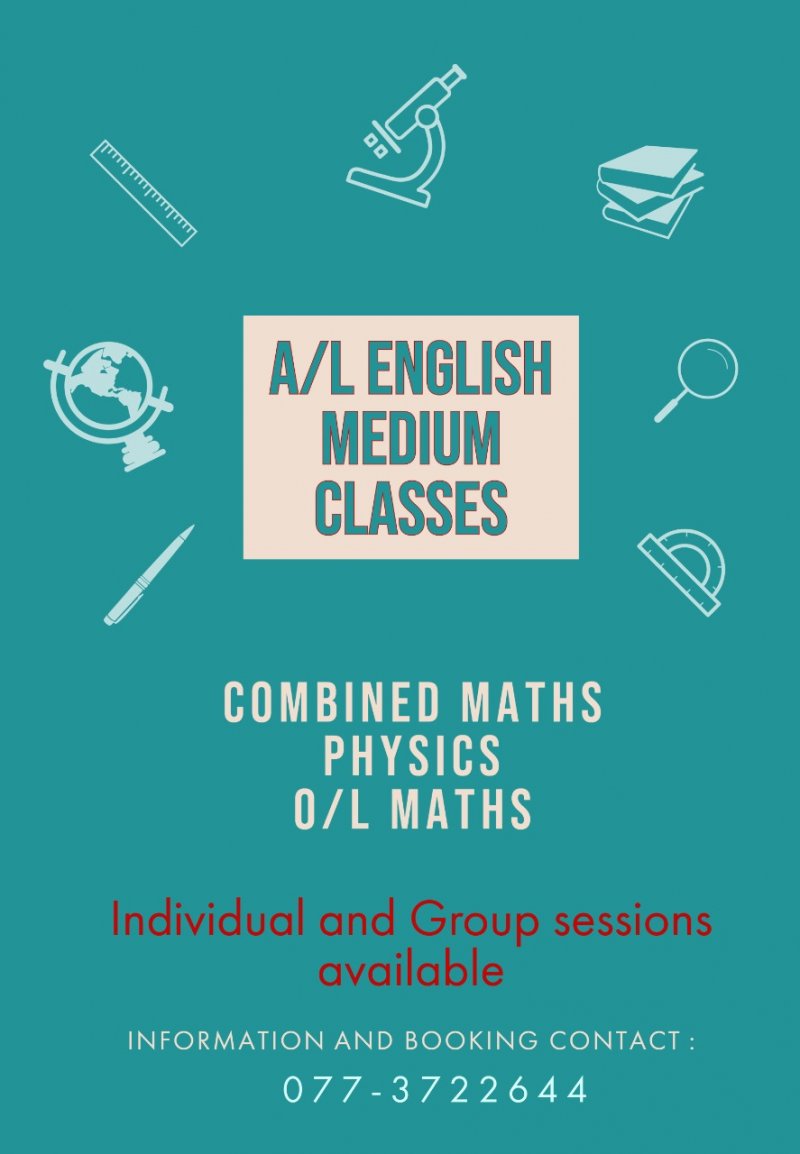 A/L ENGLISH
MEDIUM
CLASSES
COMBINED MATHS
PHYSICS
O/L MATHS
Individual and Group sessions
available
INFORMATION AND BOOKING CONTACT :
077-3722644